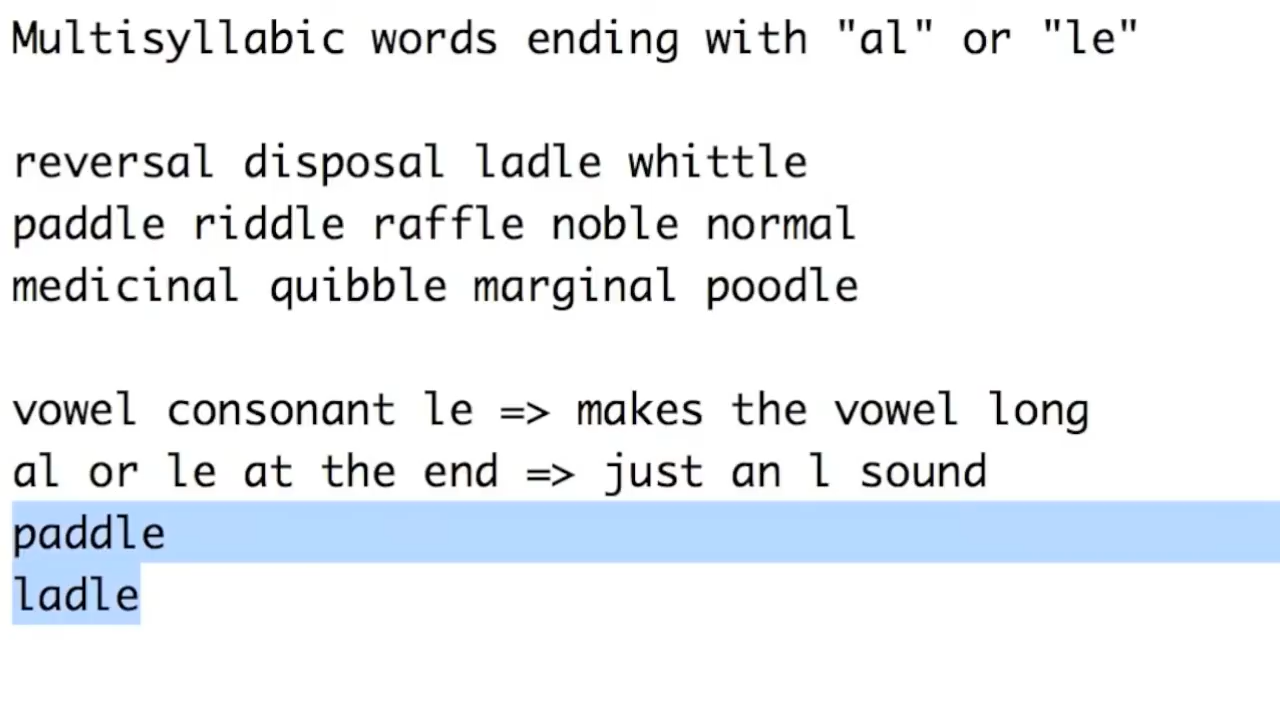 Multisyllabic words ending with "al" or "le"
reversal disposal ladle whittle
paddle riddle raffle noble normal
medicinal quibble marginal poodle
vowel consonant le => makes the vowel long
al or le at the end => just an l sound
paddle
ladle